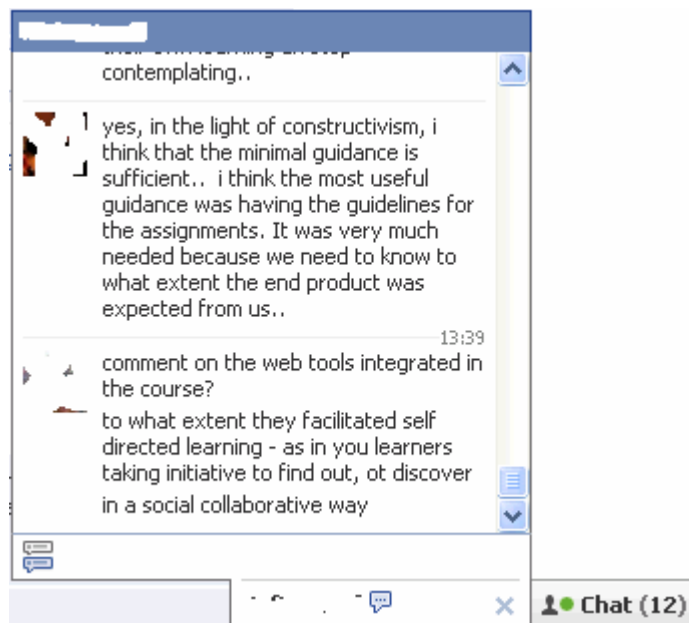 contemplating..
yes, in the light of constructivism, i
think that the minimal guidance is
sufficient.. i think the most useful
guidance was having the guidelines for
the assignments. It was very much
needed because we need to know to
what extent the end product was
expected from us..
13:39
comment on the web tools integrated in
the course?
to what extent they facilitated self
directed learning - as in you learners
taking initiative to find out, ot discover
in a social collaborative way
Chat (12)